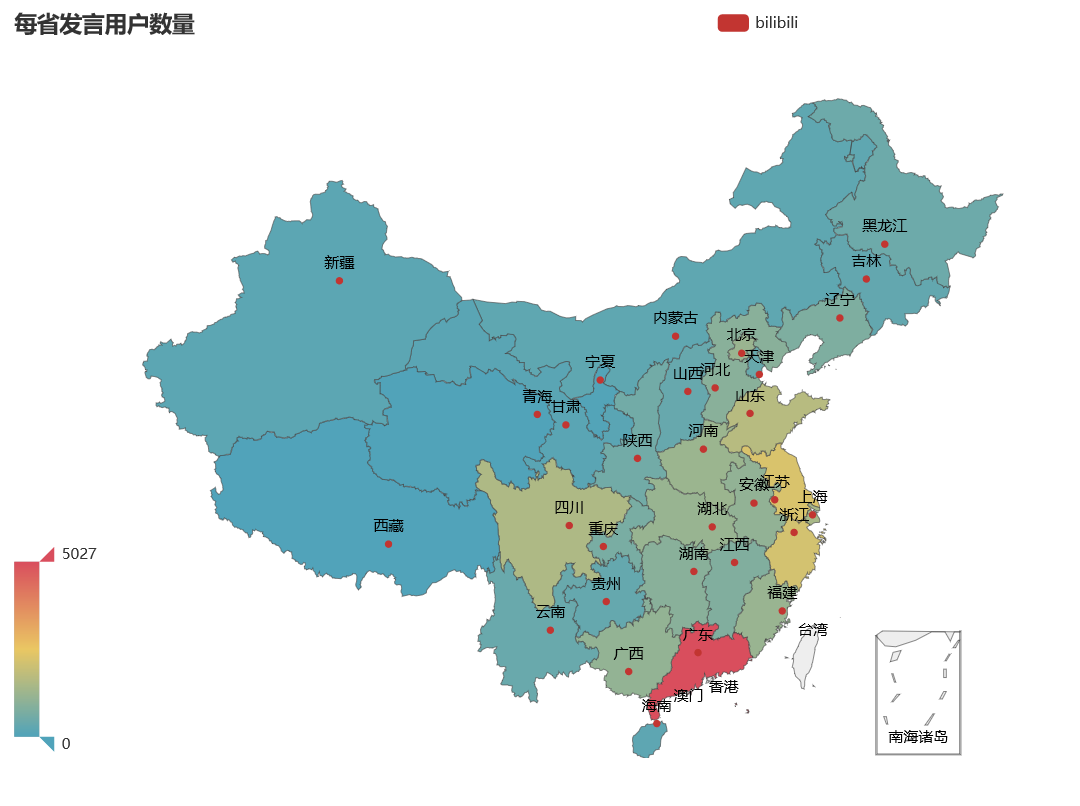 每省发言用户数量
bilibili
黑龙江
新疆
吉林
辽宁
内蒙古
北京
天津
宁夏
山西
河北
青海
甘肃
山东
河南
陕西
安徽
江苏
上海
四川
湖北
浙江
西藏
重庆
湖南
江西
5027
贵州
福建
云南
台湾
广东
广西
香港
澳门
海南
南海诸岛
0